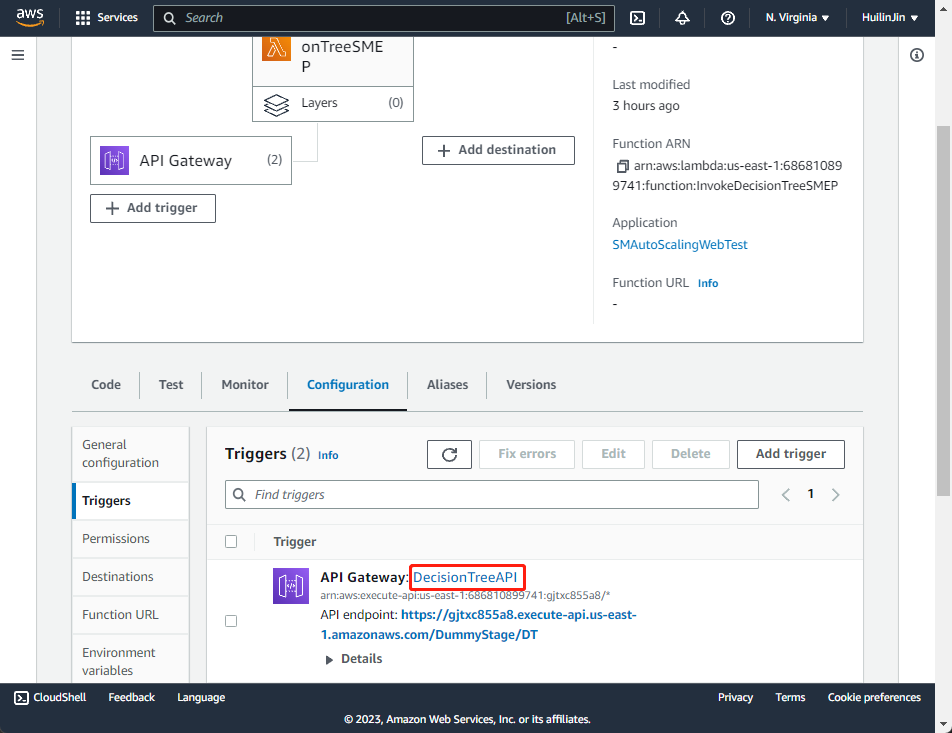 aws
Services
Search
[Alt+S]
N. Virginia
HuilinJin
onTreeSME
P
Layers
(0)
API Gateway
(2)
Add trigger
Add destination
-
Last modified
3 hours ago
Function ARN
arn:aws:lambda:us-east-1:68681089
9741:function:InvokeDecisionTreeSMEP
Application
SMAutoScalingWebTest
Function URL Info
-
Code
Test
Monitor
Configuration
Aliases
Versions
General
configuration
Triggers
Permissions
Destinations
Function URL
Environment
variables
Triggers (2) Info
Fix errors
Edit
Delete
Add trigger
Find triggers
1
Trigger
API Gateway: DecisionTreeAPI
arn:aws:execute-api:us-east-1:686810899741:gjtxc855a8/*
API endpoint: https://gjtxc855a8.execute-api.us-east-
1.amazonaws.com/DummyStage/DT
Details
CloudShell
Feedback
Language
Privacy
Terms
Cookie preferences
© 2023, Amazon Web Services, Inc. or its affiliates.